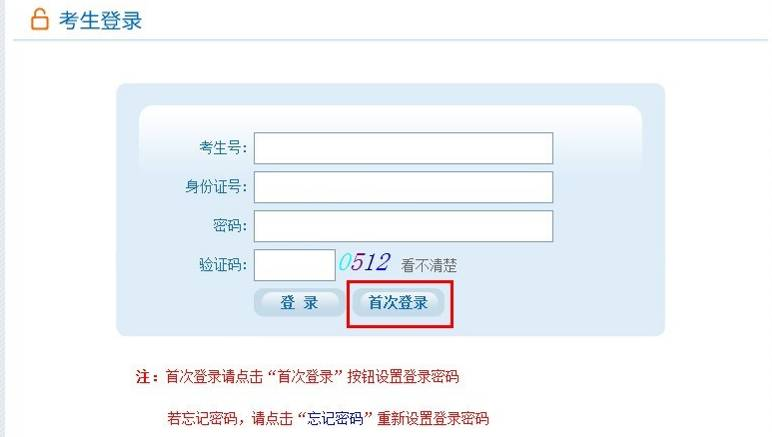 考生登录
考生号:
身份证号:
密码:
验证码: 0512 看不清楚
登 录 首次登录
注：首次登录请点击“首次登录”按钮设置登录密码
若忘记密码，请点击“忘记密码”重新设置登录密码